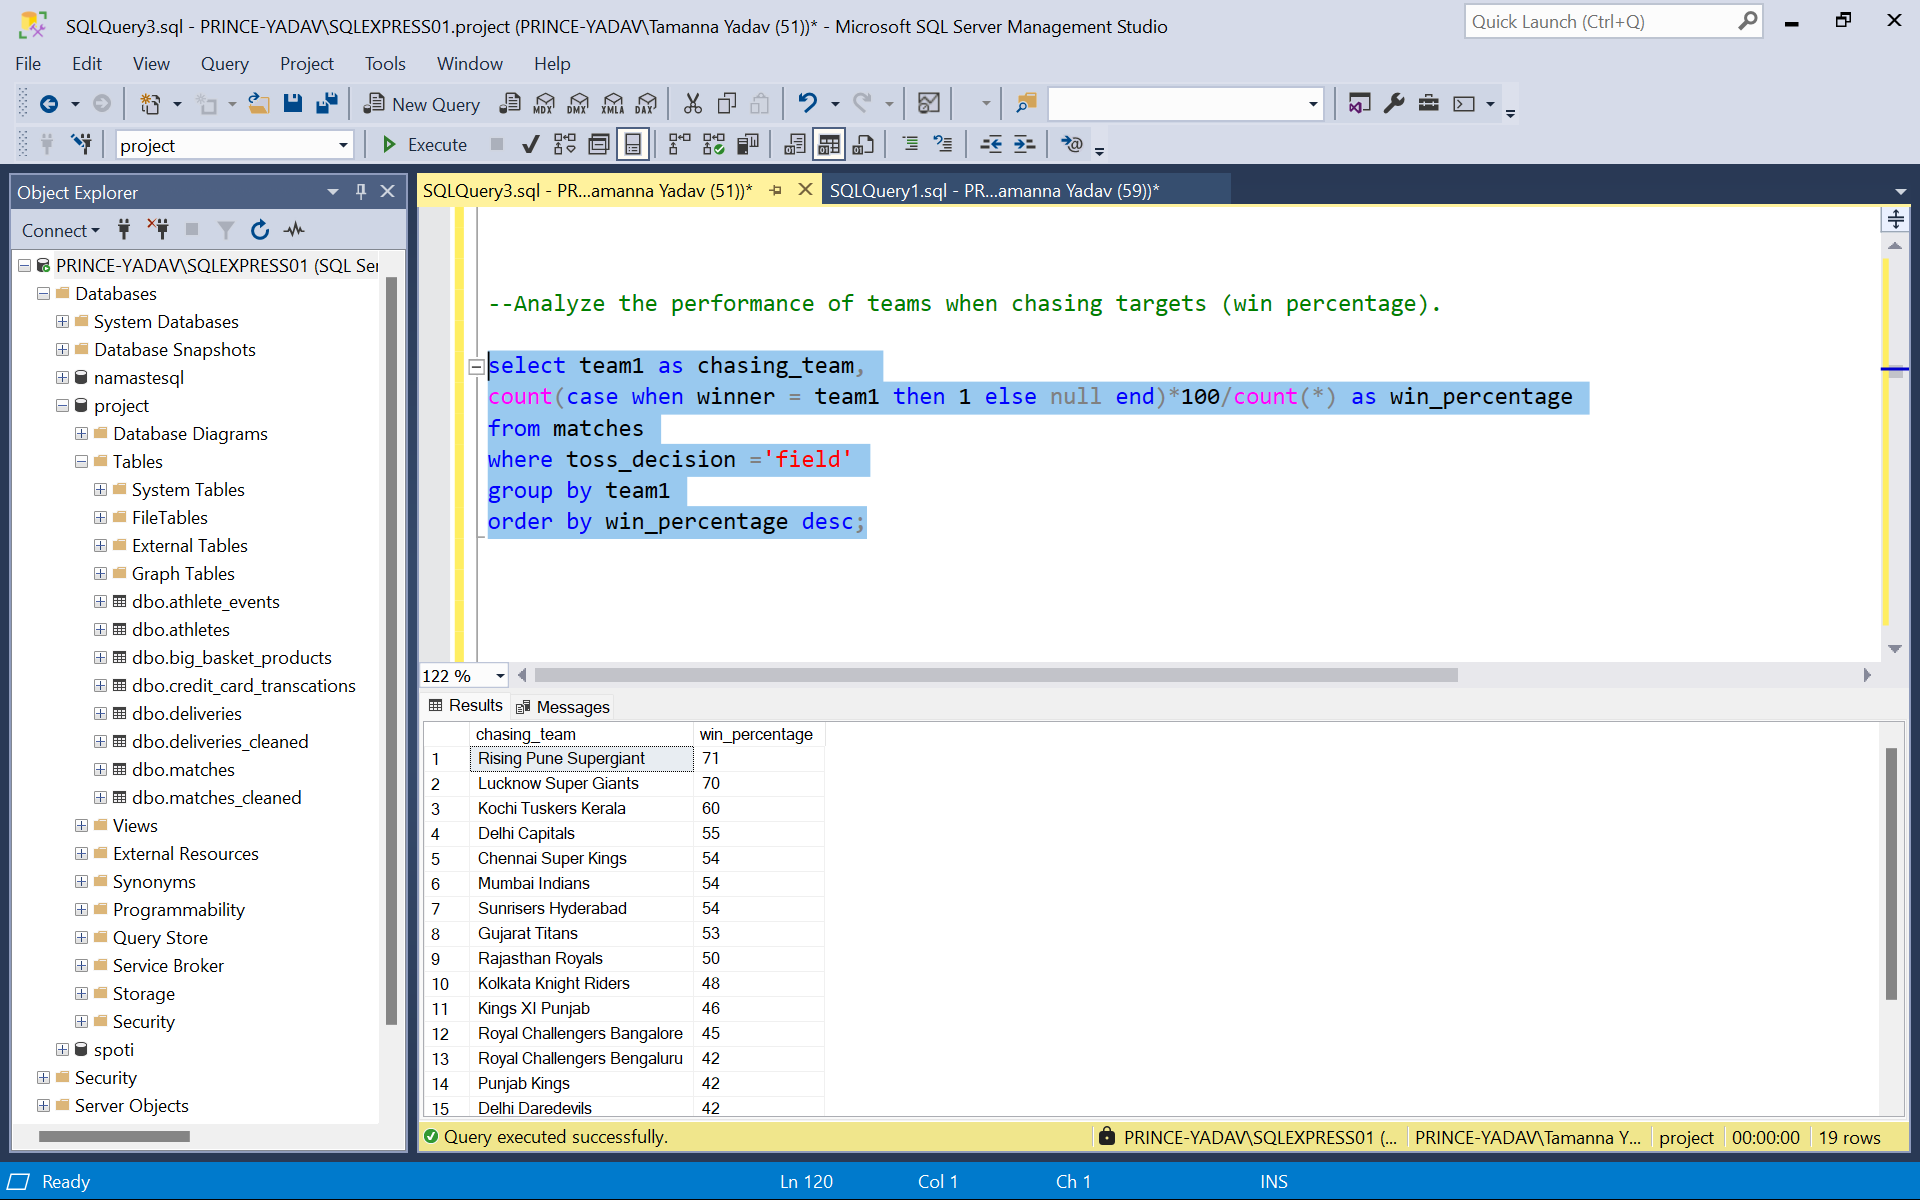 SQLQuery3.sql - PRINCE-YADAV\SQLEXPRESS01.project (PRINCE-YADAV\Tamanna Yadav (51))* - Microsoft SQL Server Management Studio
Quick Launch (Ctrl+Q)
File Edit View Query Project Tools Window Help
New Query MDX DMX XMLA DAX
project Execute
Object Explorer
Connect
PRINCE-YADAV\SQLEXPRESS01 (SQL Ser
Databases
System Databases
Database Snapshots
namastesql
project
Database Diagrams
Tables
System Tables
FileTables
External Tables
Graph Tables
dbo.athlete_events
dbo.athletes
dbo.big_basket_products
dbo.credit_card_transcations
dbo.deliveries
dbo.deliveries_cleaned
dbo.matches
dbo.matches_cleaned
Views
External Resources
Synonyms
Programmability
Query Store
Service Broker
Storage
Security
spoti
Security
Server Objects
SQLQuery3.sql - PR...amanna Yadav (51))* SQLQuery1.sql - PR...amanna Yadav (59))*
--Analyze the performance of teams when chasing targets (win percentage).
select team1 as chasing_team,
count(case when winner = team1 then 1 else null end)*100/count(*) as win_percentage
from matches
where toss_decision ='field'
group by team1
order by win_percentage desc;
122 %
Results Messages
chasing_team win_percentage
1 Rising Pune Supergiant 71
2 Lucknow Super Giants 70
3 Kochi Tuskers Kerala 60
4 Delhi Capitals 55
5 Chennai Super Kings 54
6 Mumbai Indians 54
7 Sunrisers Hyderabad 54
8 Gujarat Titans 53
9 Rajasthan Royals 50
10 Kolkata Knight Riders 48
11 Kings XI Punjab 46
12 Royal Challengers Bangalore 45
13 Royal Challengers Bengaluru 42
14 Punjab Kings 42
15 Delhi Daredevils 42
Query executed successfully. PRINCE-YADAV\SQLEXPRESS01 (... PRINCE-YADAV\Tamanna Y... project 00:00:00 19 rows
Ready Ln 120 Col 1 Ch 1 INS